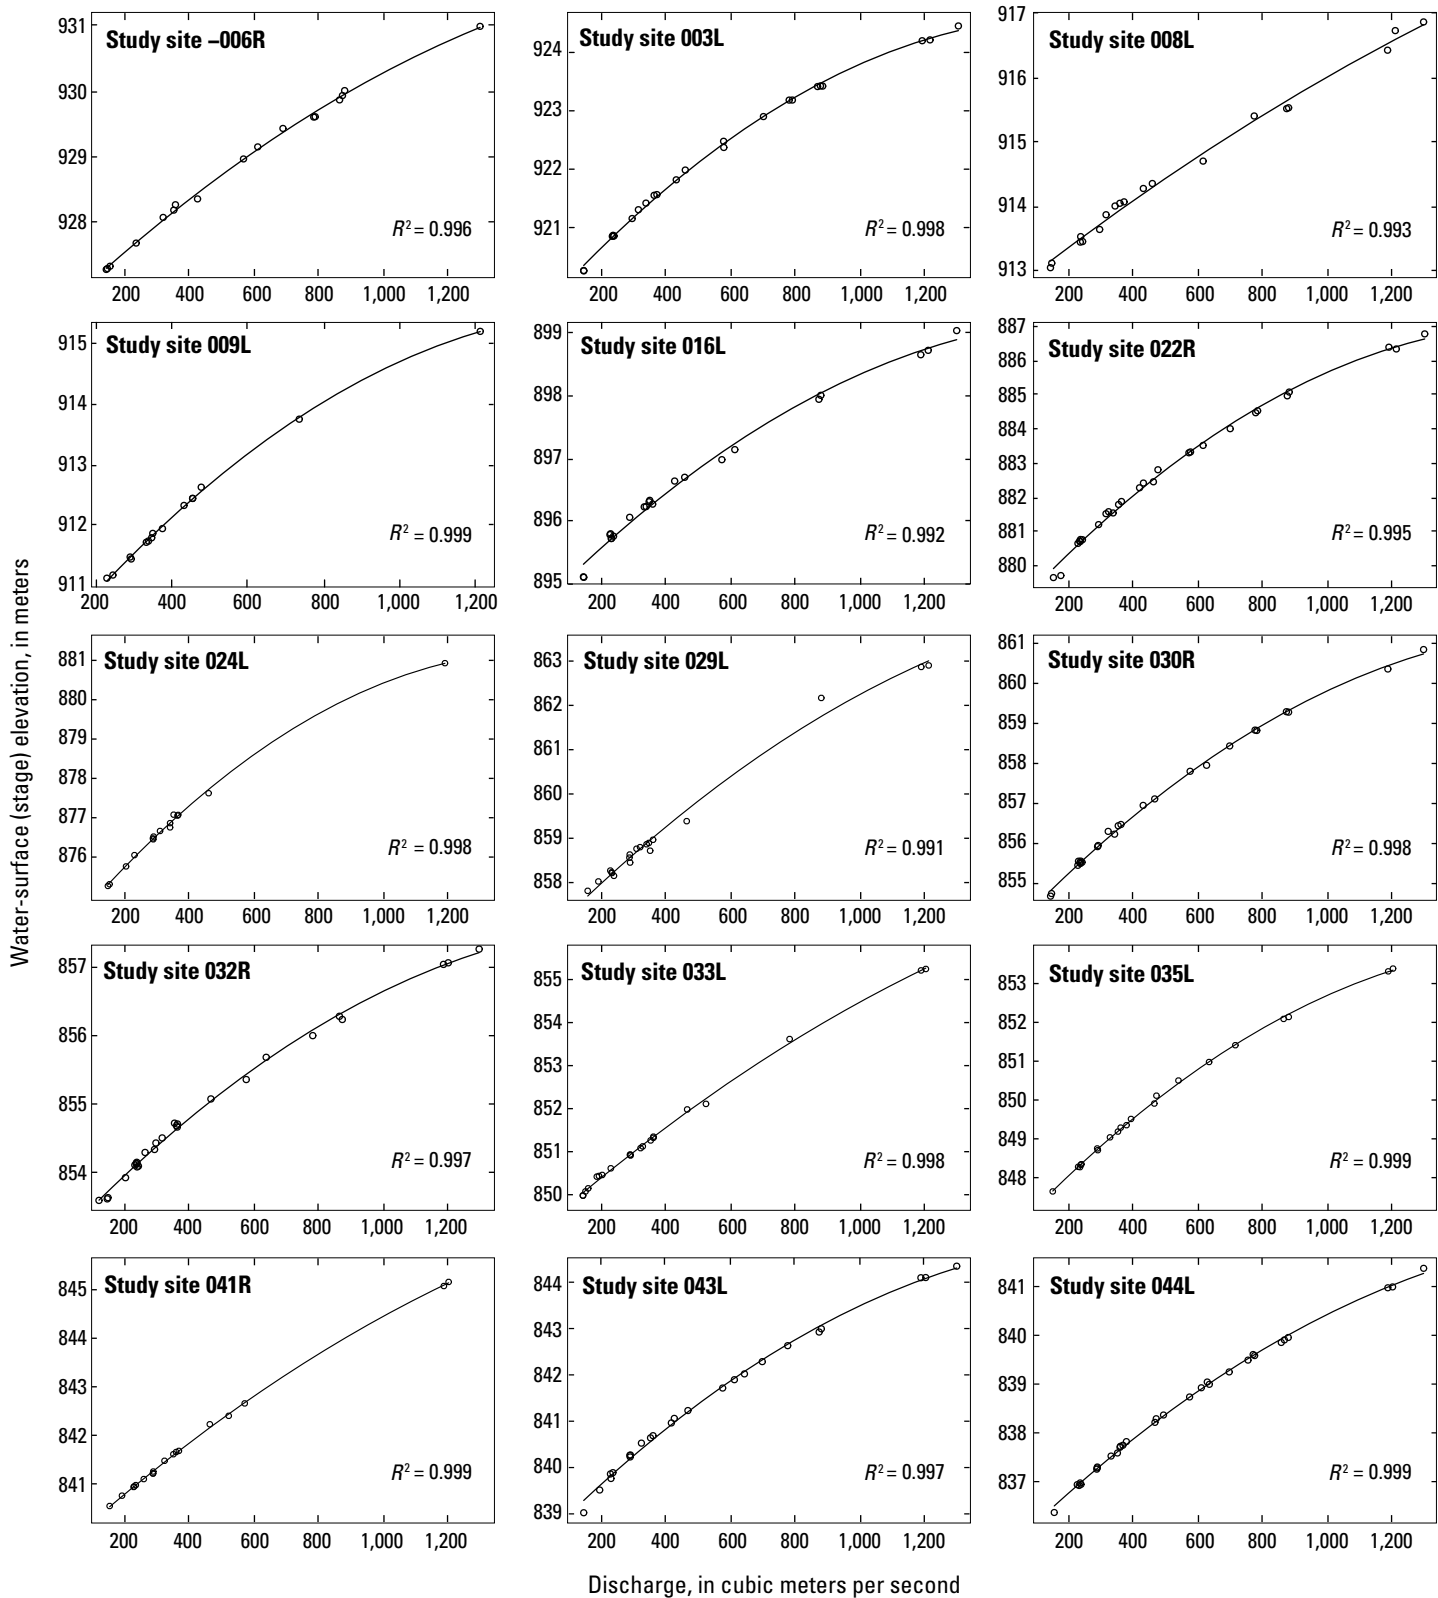 Water-surface (stage) elevation, in meters
Study site –006R
931
930
929
928
R² = 0.996
200 400 600 800 1,000 1,200
Study site 003L
924
923
922
921
R² = 0.998
200 400 600 800 1,000 1,200
Study site 008L
917
916
915
914
913
R² = 0.993
200 400 600 800 1,000 1,200
Study site 009L
915
914
913
912
911
R² = 0.999
200 400 600 800 1,000 1,200
Study site 016L
899
898
897
896
895
R² = 0.992
200 400 600 800 1,000 1,200
Study site 022R
887
886
885
884
883
882
881
880
R² = 0.995
200 400 600 800 1,000 1,200
Study site 024L
881
880
879
878
877
876
R² = 0.998
200 400 600 800 1,000 1,200
Study site 029L
863
862
861
860
859
858
R² = 0.991
200 400 600 800 1,000 1,200
Study site 030R
861
860
859
858
857
856
855
R² = 0.998
200 400 600 800 1,000 1,200
Study site 032R
857
856
855
854
R² = 0.997
200 400 600 800 1,000 1,200
Study site 033L
855
854
853
852
851
850
R² = 0.998
200 400 600 800 1,000 1,200
Study site 035L
853
852
851
850
849
848
R² = 0.999
200 400 600 800 1,000 1,200
Study site 041R
845
844
843
842
841
R² = 0.999
200 400 600 800 1,000 1,200
Study site 043L
844
843
842
841
840
839
R² = 0.997
200 400 600 800 1,000 1,200
Study site 044L
841
840
839
838
837
R² = 0.999
200 400 600 800 1,000 1,200
Discharge, in cubic meters per second